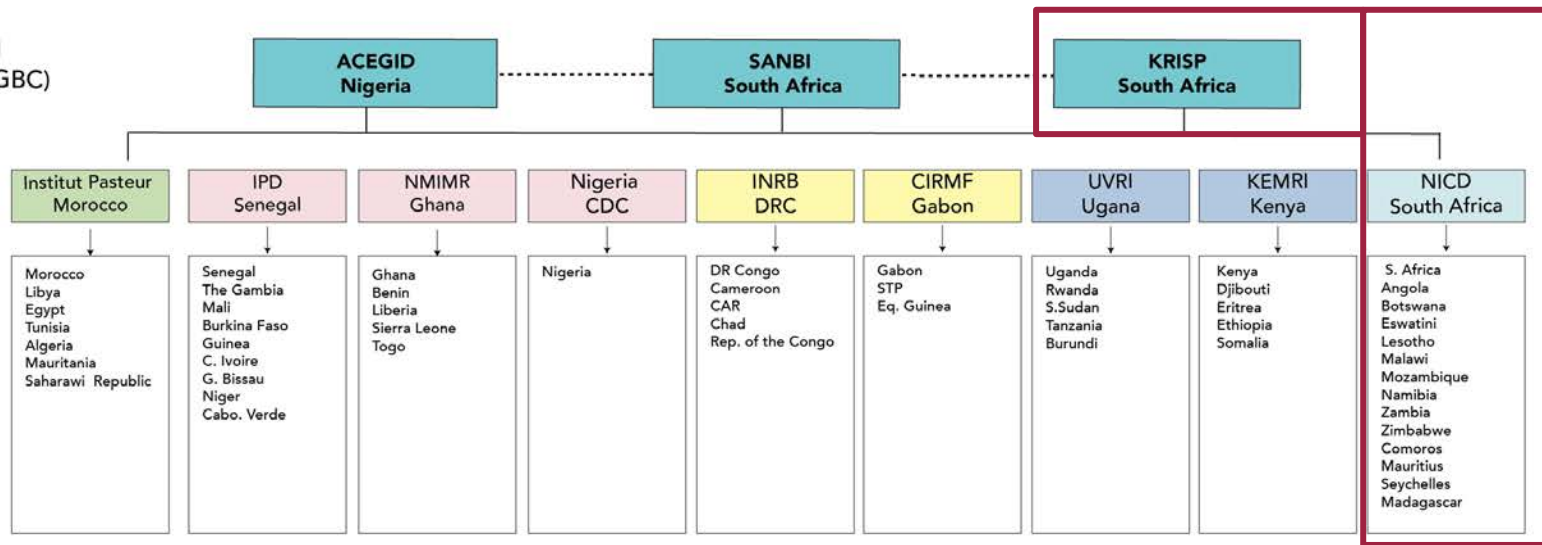 GBC)
ACEGID
Nigeria
SANBI
South Africa
KRISP
South Africa
Institut Pasteur
Morocco
IPD
Senegal
NMIMR
Ghana
Nigeria
CDC
INRB
DRC
CIRMF
Gabon
UVRI
Ugana
KEMRI
Kenya
NICD
South Africa
Morocco
Libya
Egypt
Tunisia
Algeria
Mauritania
Saharawi Republic
Senegal
The Gambia
Mali
Burkina Faso
Guinea
C. Ivoire
G. Bissau
Niger
Cabo. Verde
Ghana
Benin
Liberia
Sierra Leone
Togo
Nigeria
DR Congo
Cameroon
CAR
Chad
Rep. of the Congo
Gabon
STP
Eq. Guinea
Uganda
Rwanda
S.Sudan
Tanzania
Burundi
Kenya
Djibouti
Eritrea
Ethiopia
Somalia
S. Africa
Angola
Botswana
Eswatini
Lesotho
Malawi
Mozambique
Namibia
Zambia
Zimbabwe
Comoros
Mauritius
Seychelles
Madagascar